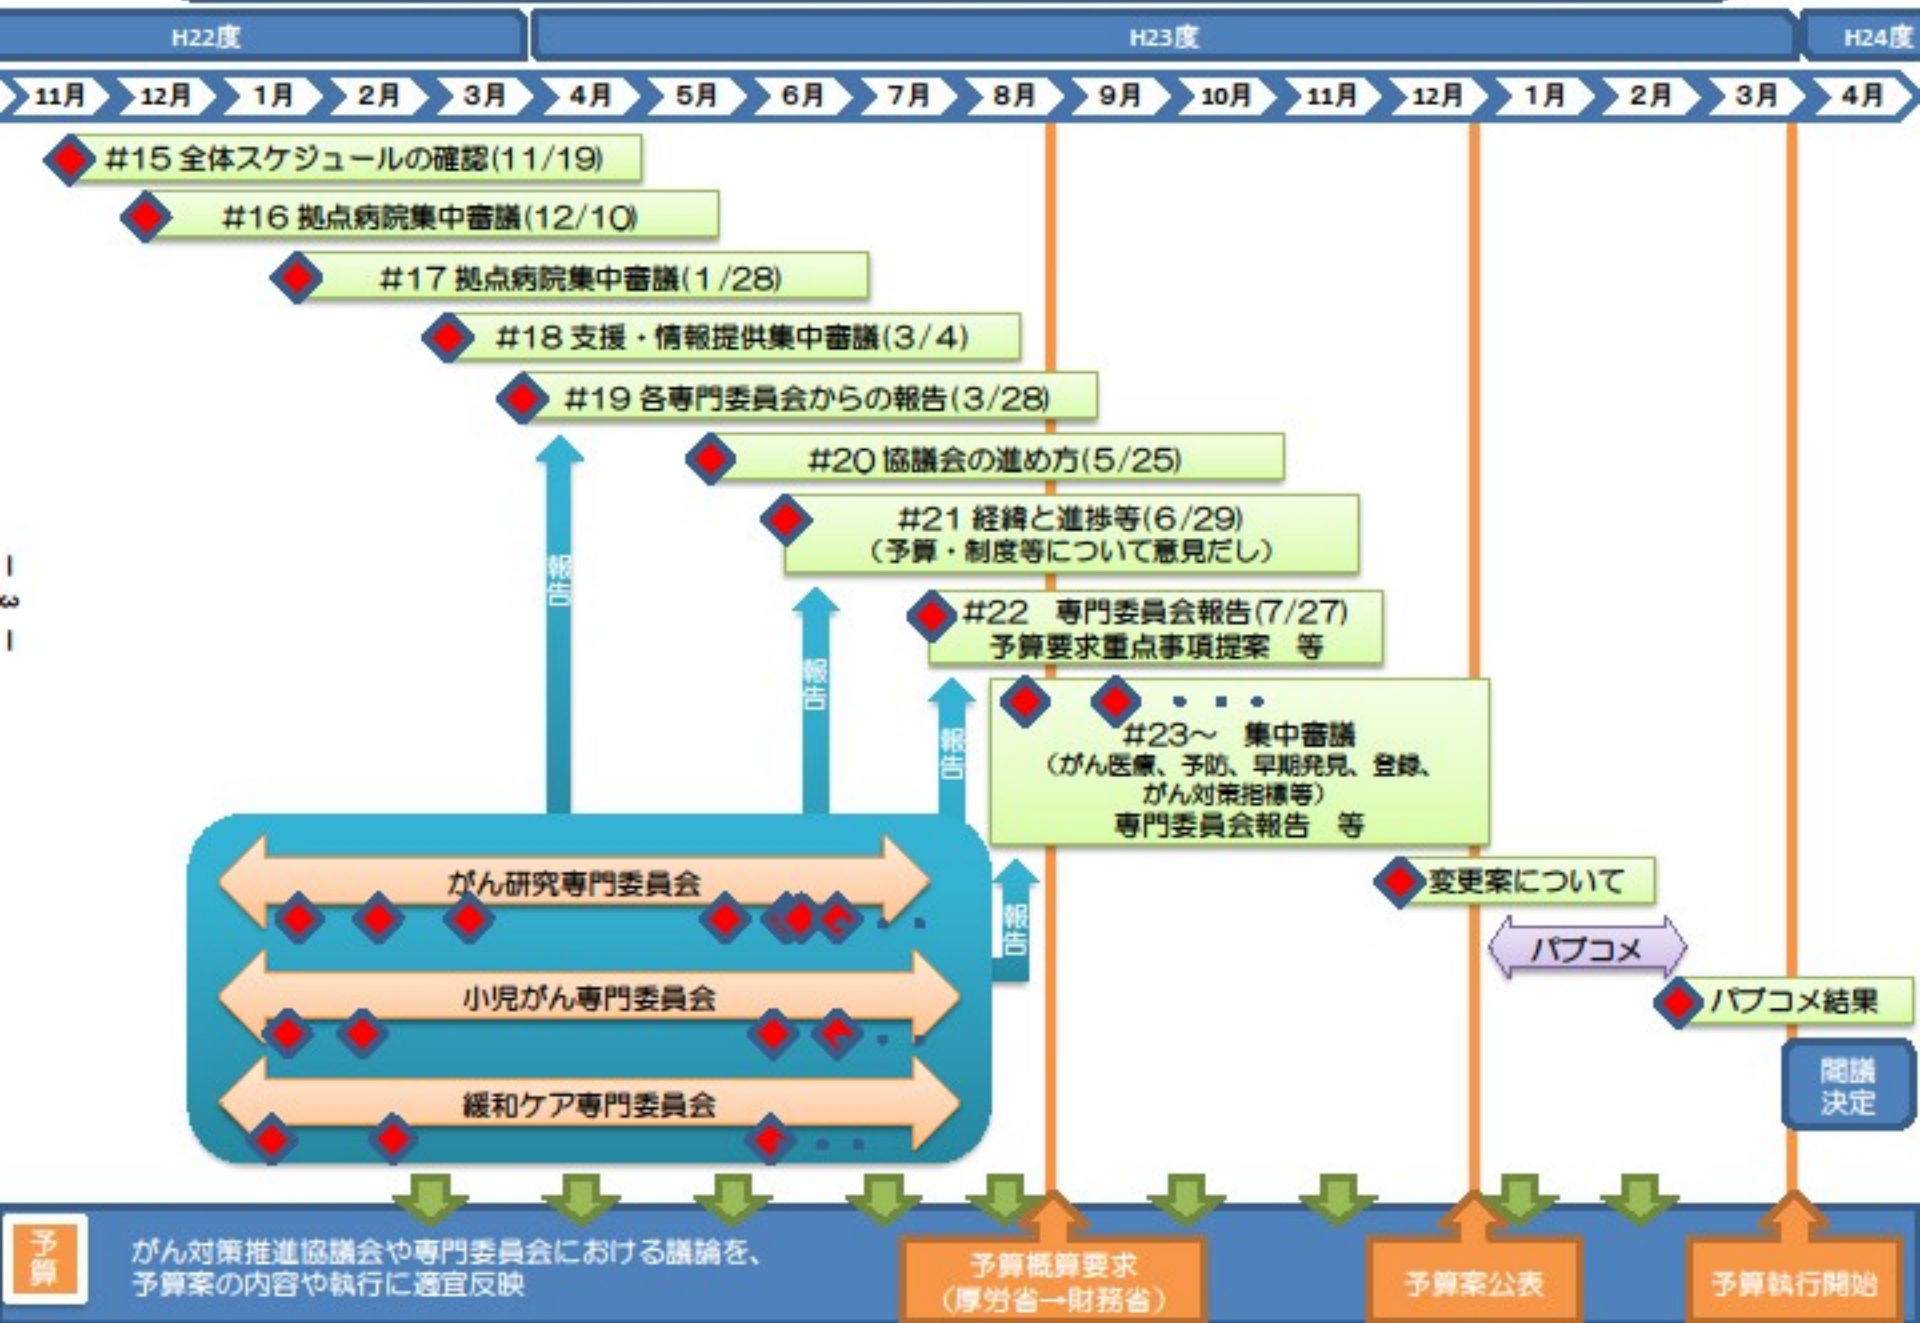 H22度
H23度
H24度
11月
12月
1月
2月
3月
4月
5月
6月
7月
8月
9月
10月
11月
12月
1月
2月
3月
4月
#15 全体スケジュールの確認(11/19)
#16 拠点病院集中審議(12/10)
#17 拠点病院集中審議(1/28)
#18 支援・情報提供集中審議(3/4)
#19 各専門委員会からの報告(3/28)
#20 協議会の進め方(5/25)
#21 経緯と進捗等(6/29)
（予算・制度等について意見だし）
#22　専門委員会報告(7/27)
予算要求重点事項提案　等
・・・
#23～　集中審議
（がん医療、予防、早期発見、登録、
がん対策指標等）
専門委員会報告　等
報告
報告
報告
報告
がん研究専門委員会
小児がん専門委員会
緩和ケア専門委員会
変更案について
パブコメ
パブコメ結果
閣議
決定
－3－
予算
がん対策推進協議会や専門委員会における議論を、
予算案の内容や執行に適宜反映
予算概算要求
（厚労省→財務省）
予算案公表
予算執行開始